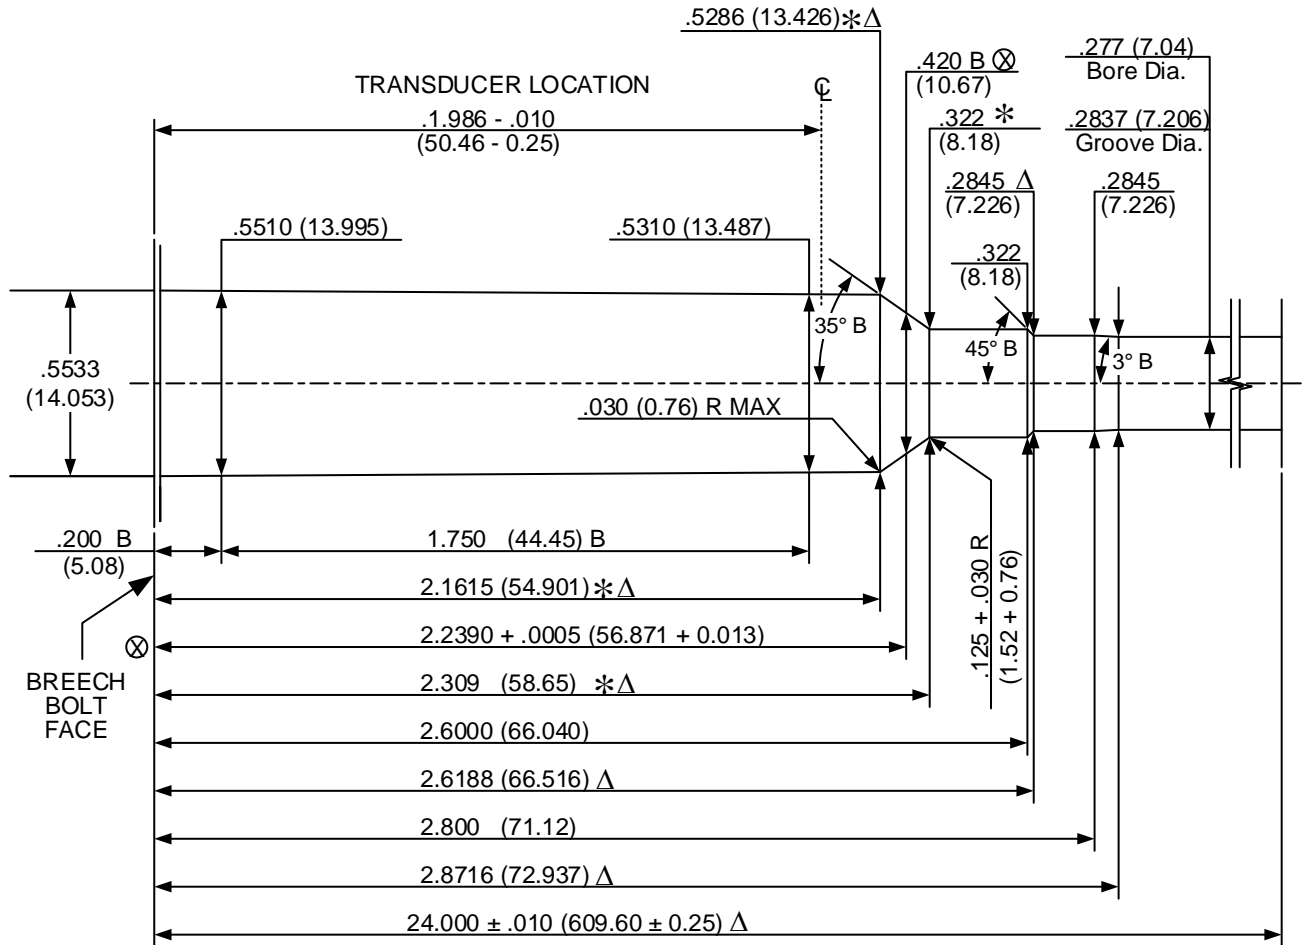 .5286 (13.426)✻Δ
.420 B ⊗
(10.67)
.277 (7.04)
Bore Dia.
TRANSDUCER LOCATION
℄
.1.986 - .010
(50.46 - 0.25)
.322 ✻
(8.18)
.2837 (7.206)
Groove Dia.
.2845 Δ
(7.226)
.2845
(7.226)
.5510 (13.995)
.5310 (13.487)
.322
(8.18)
35° B
45° B
3° B
.5533
(14.053)
.030 (0.76) R MAX
.200 B
(5.08)
1.750 (44.45) B
.125 + .030 R
(1.52 + 0.76)
2.1615 (54.901)✻Δ
⊗
2.2390 + .0005 (56.871 + 0.013)
BREECH
BOLT
FACE
2.309 (58.65) ✻Δ
2.6000 (66.040)
2.6188 (66.516) Δ
2.800 (71.12)
2.8716 (72.937) Δ
24.000 ± .010 (609.60 ± 0.25) Δ